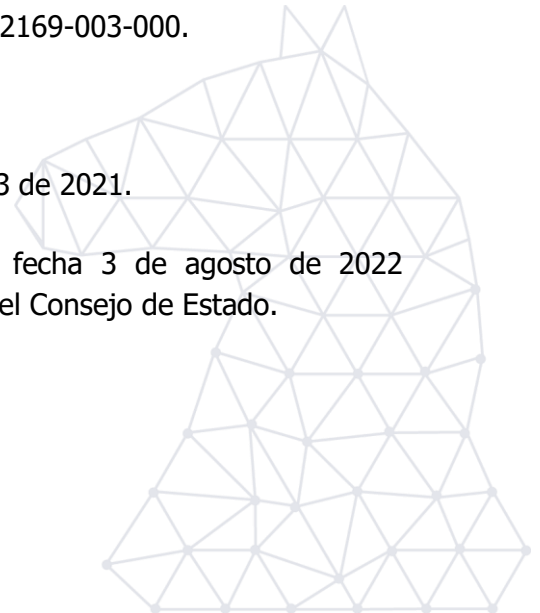 2169-003-000.
3 de 2021.
fecha 3 de agosto de 2022
el Consejo de Estado.